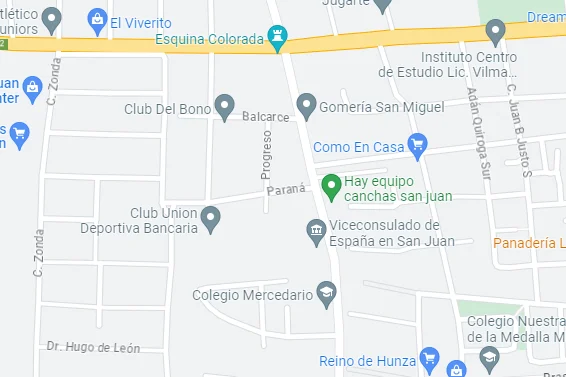 Jugarte
tlético
uniors
El Viverito
Dream
Esquina Colorada
Instituto Centro
de Estudio Lic. Vilma...
2
C. Zonda
uan
nter
Club Del Bono
Balcarce
Gomería San Miguel
Adán Quiroga Sur
C. Juan B Justo S
s
n
Como En Casa
Progreso
Paraná
Hay equipo
canchas san juan
Club Union
Deportiva Bancaria
Viceconsulado de
España en San Juan
Panadería L
C. Zonda
Colegio Mercedario
Colegio Nuestra
de la Medalla M
Dr. Hugo de León
Reino de Hunza
Bras